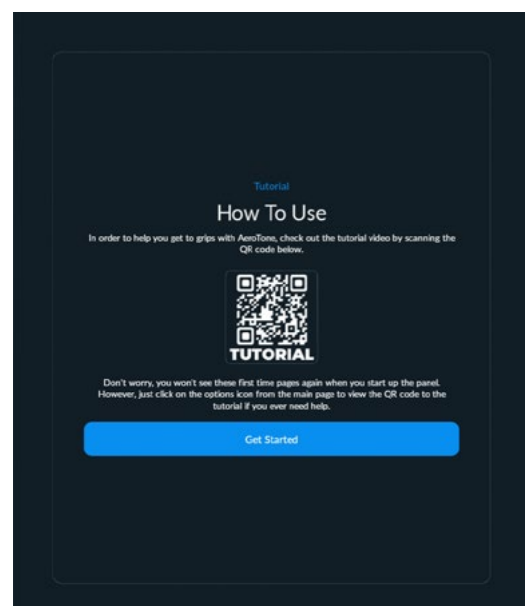 Tutorial
How To Use
In order to help you get to grips with AeroTone, check out the tutorial video by scanning the
QR code below.
TUTORIAL
Don't worry, you won't see these first time pages again when you start up the panel.
However, just click on the options icon from the main page to view the QR code to the
tutorial if you ever need help.
Get Started